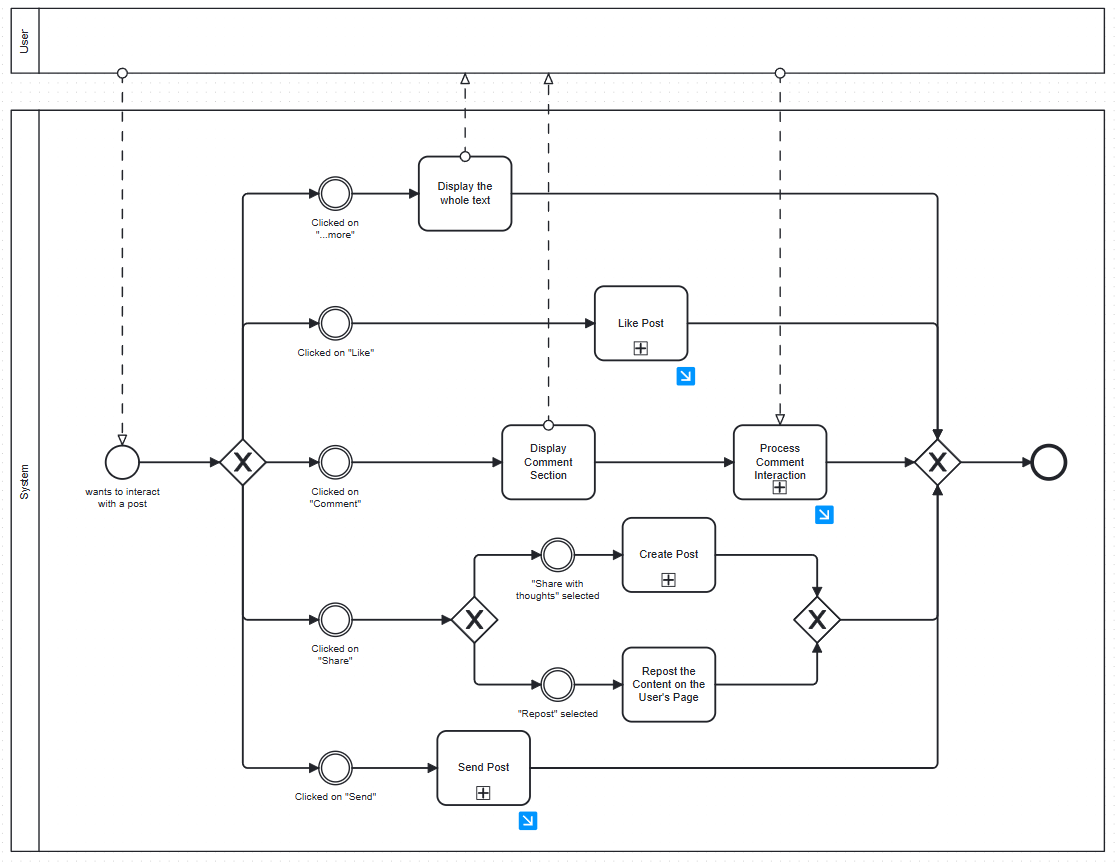 User
System
Display the
whole text
Clicked on
"...more"
Like Post
Clicked on "Like"
wants to interact
with a post
X
Clicked on
"Comment"
Display
Comment
Section
Process
Comment
Interaction
X
Create Post
"Share with
thoughts" selected
Clicked on
"Share"
X
X
Repost the
Content on the
User's Page
"Repost" selected
Send Post
Clicked on "Send"